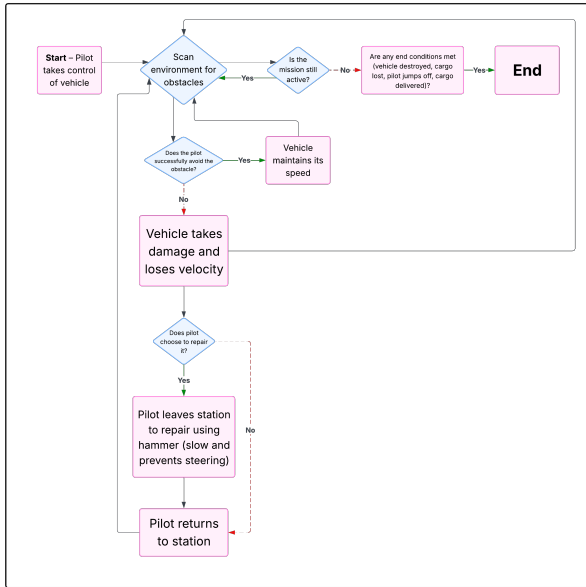 Start – Pilot
takes control
of vehicle
Scan
environment for
obstacles
Is the
mission still
active?
Yes
No
Are any end conditions met
(vehicle destroyed, cargo
lost, pilot jumps off, cargo
delivered)?
Yes
End
Does the pilot
successfully avoid the
obstacle?
Yes
Vehicle
maintains its
speed
No
Vehicle takes
damage and
loses velocity
Does pilot
choose to repair
it?
Yes
No
Pilot leaves station
to repair using
hammer (slow and
prevents steering)
Pilot returns
to station